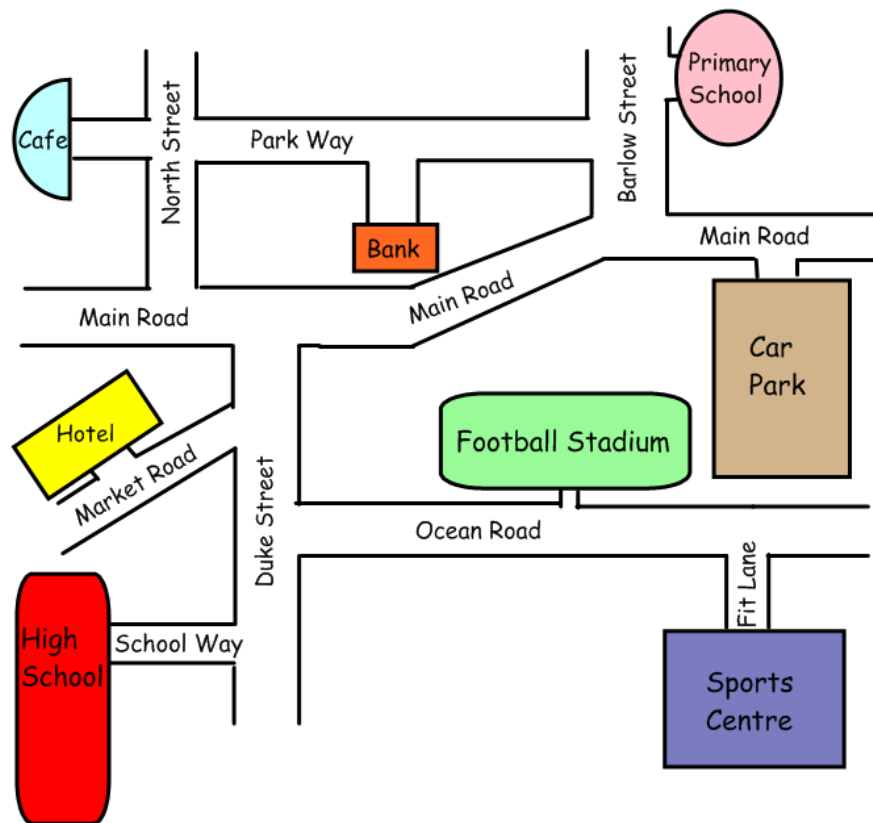 Primary
School
Barlow Street
Cafe
North Street
Park Way
Bank
Main Road
Main Road
Main Road
Car
Park
Hotel
Football Stadium
Market Road
Duke Street
Ocean Road
Fit Lane
High
School
School Way
Sports
Centre